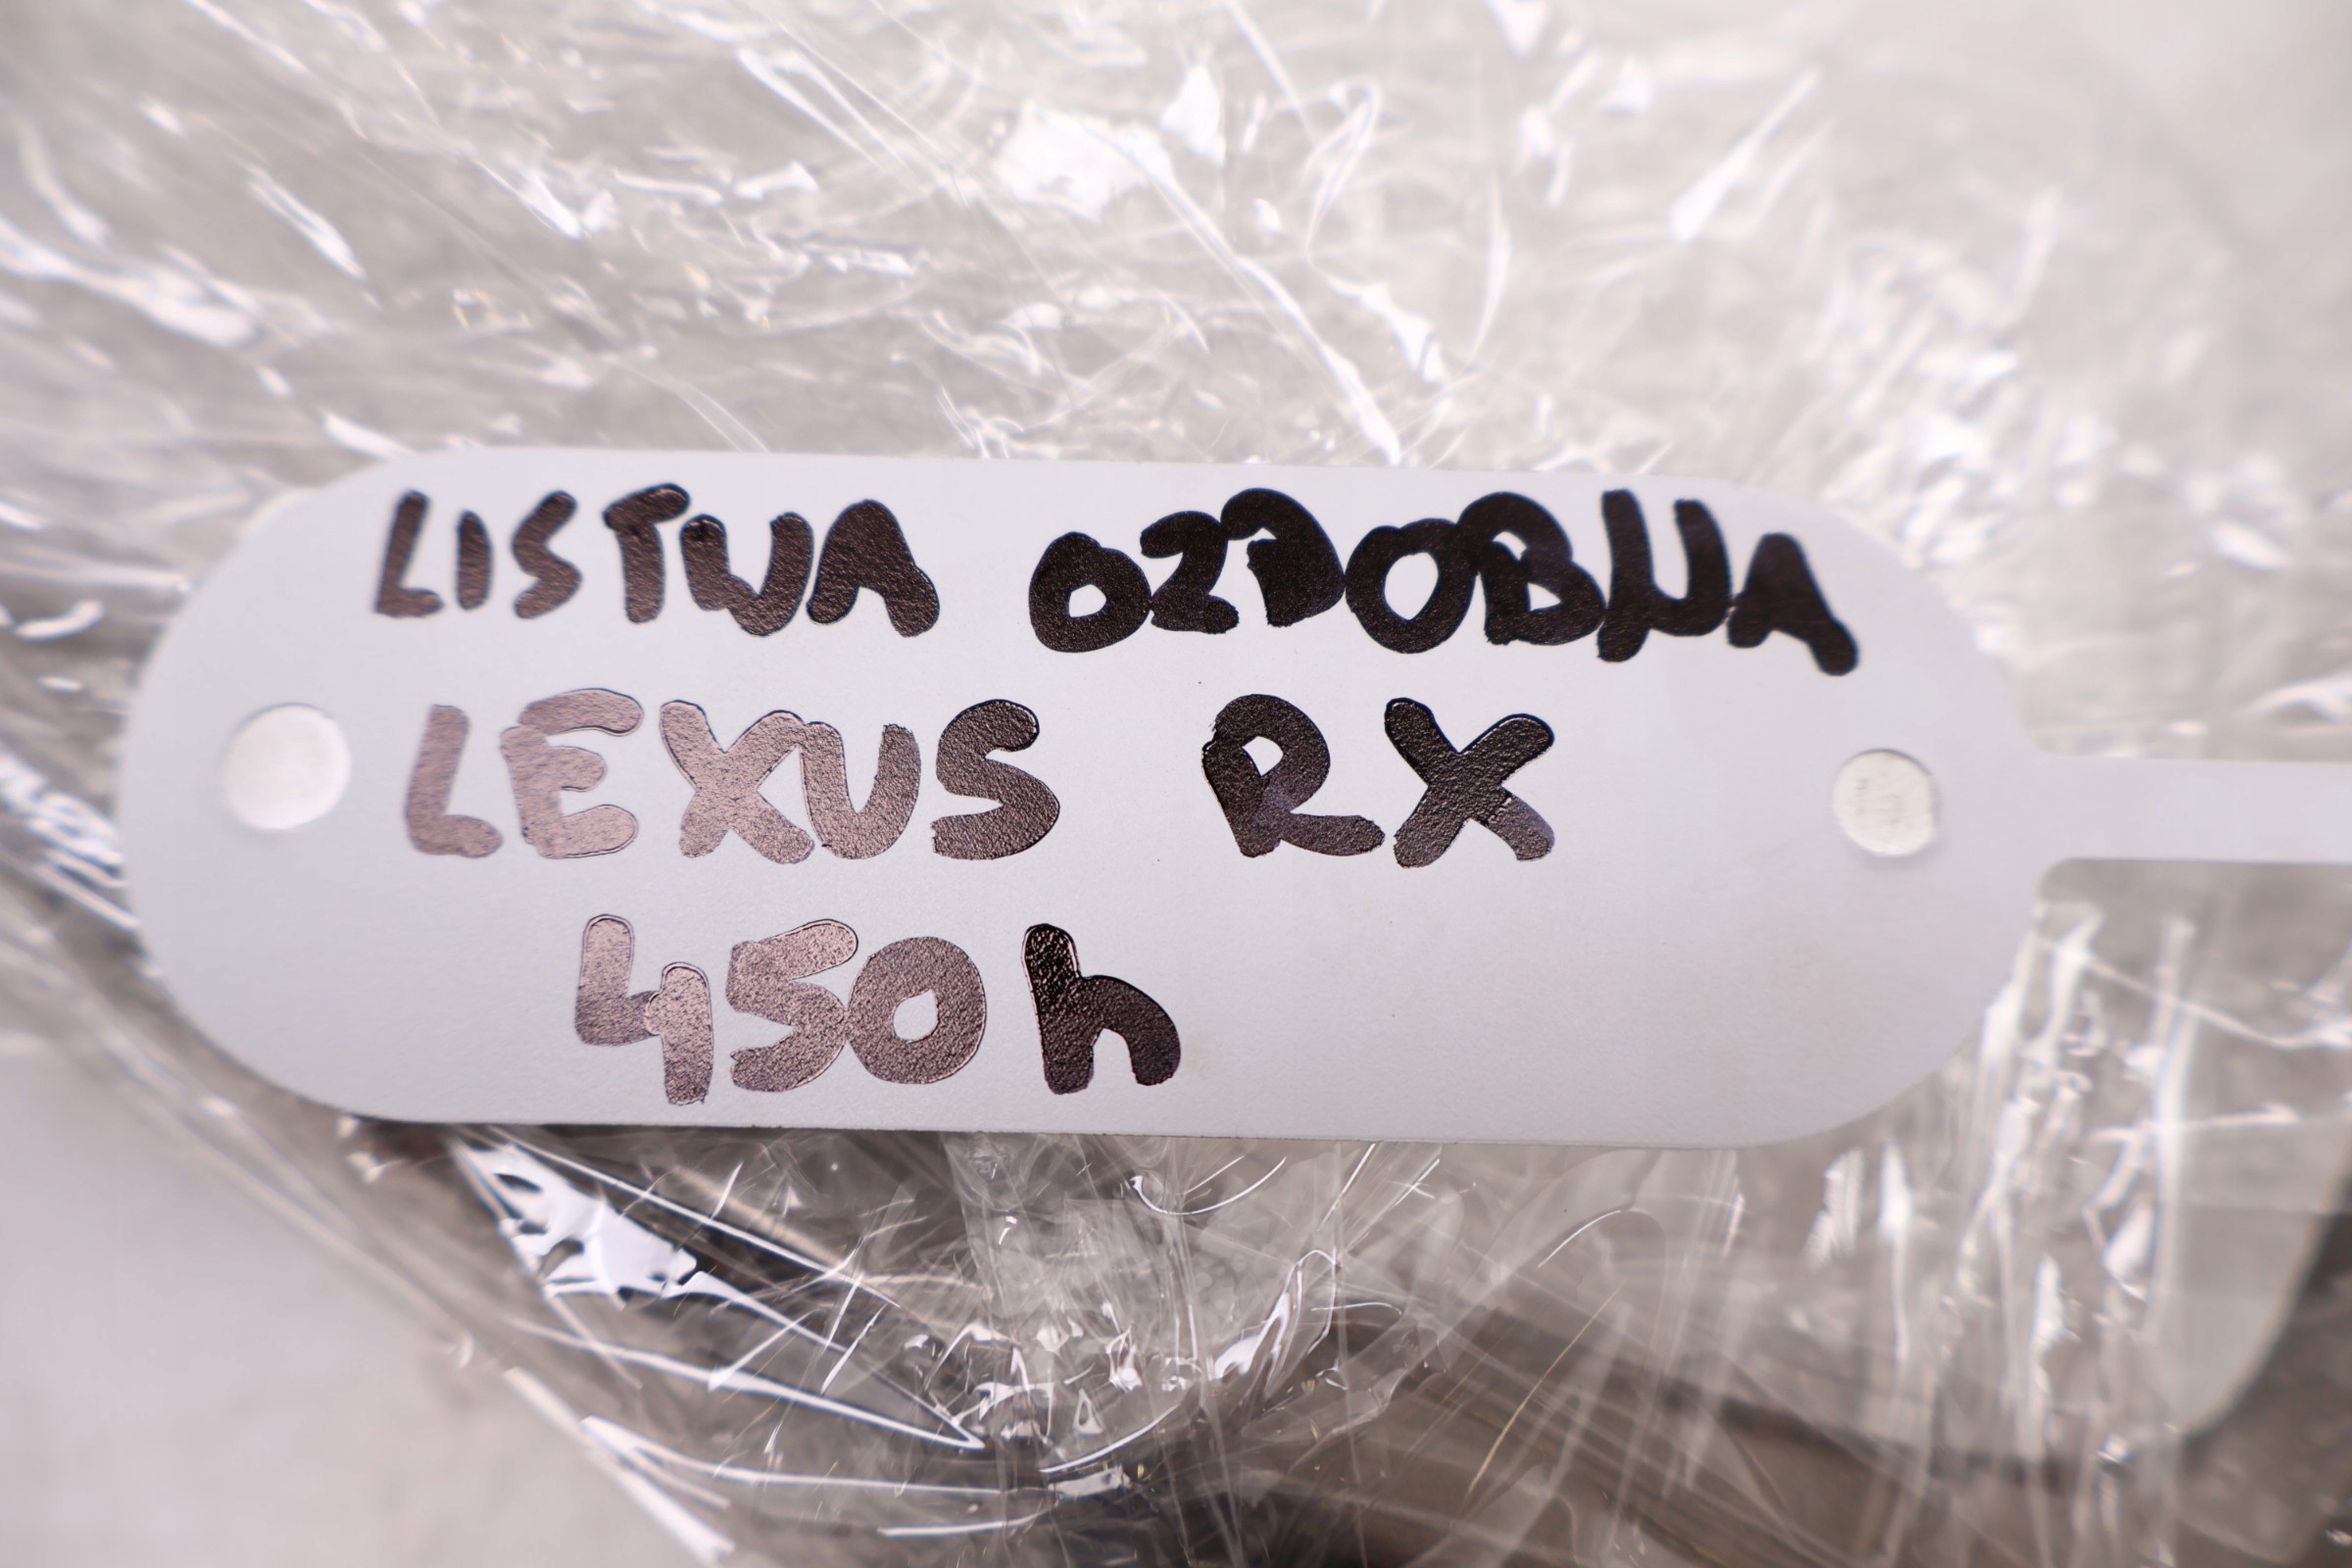 LISTWA OZDOBNA
LEXUS RX
450h